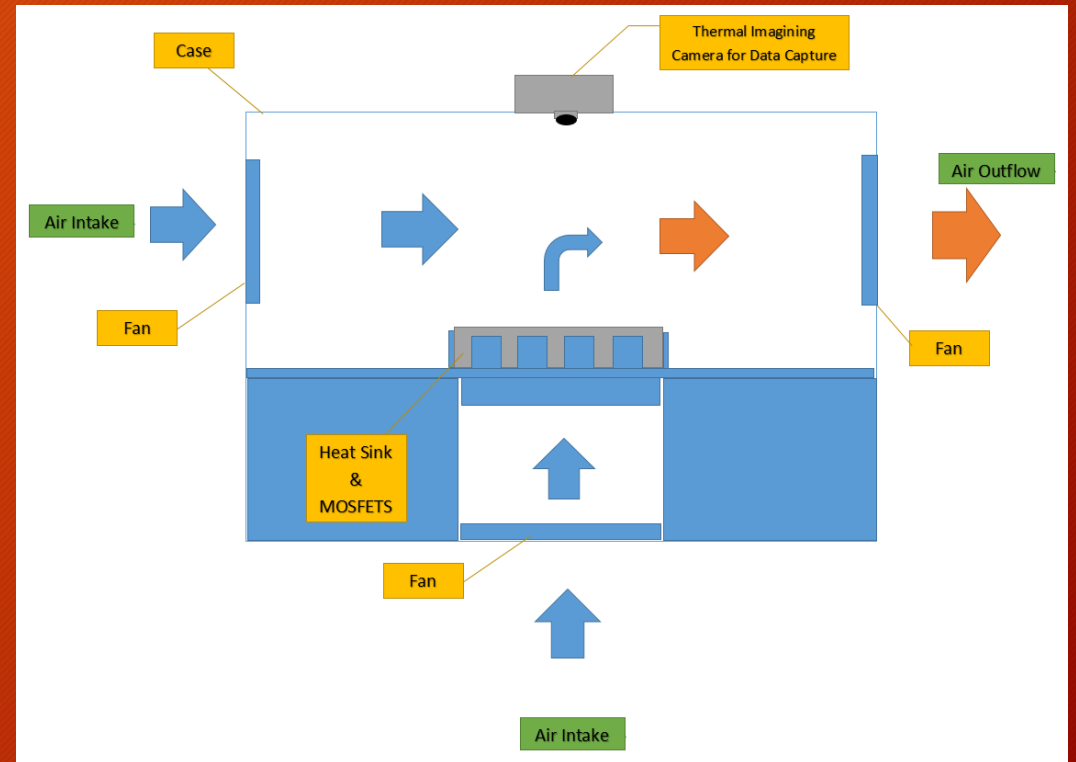 Thermal Imagining
Camera for Data Capture
Case
Air Outflow
Air Intake
Fan
Fan
Heat Sink
&
MOSFETS
Fan
Air Intake